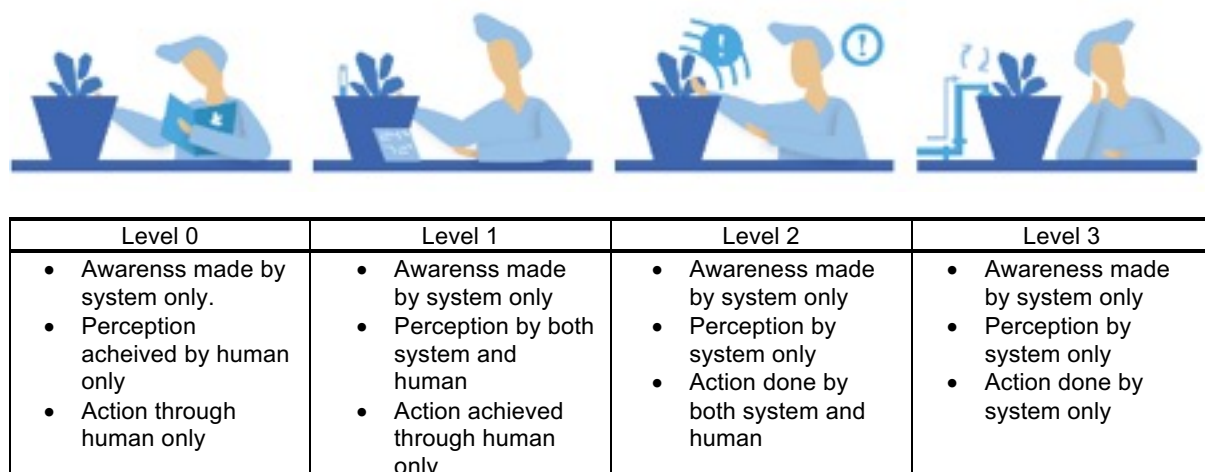 Level 0
Level 1
Level 2
Level 3
• Awarenss made by
system only.
• Perception
acheived by human
only
• Action through
human only
• Awarenss made
by system only
• Perception by both
system and
human
• Action achieved
through human
only
• Awareness made
by system only
• Perception by
system only
• Action done by
both system and
human
• Awareness made
by system only
• Perception by
system only
• Action done by
system only